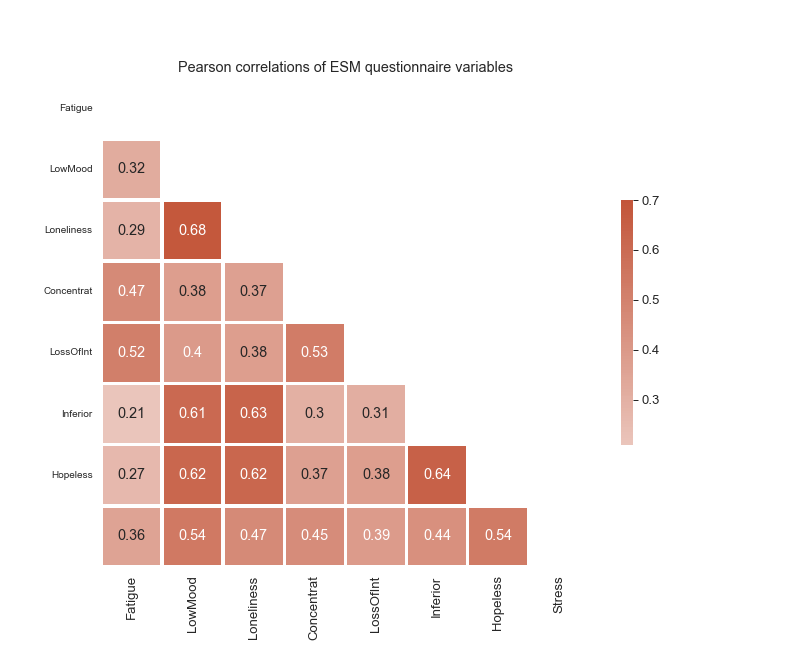 Pearson correlations of ESM questionnaire variables
Fatigue
LowMood 0.32
Loneliness 0.29 0.68
Concentrat 0.47 0.38 0.37
LossOfInt 0.52 0.4 0.38 0.53
Inferior 0.21 0.61 0.63 0.3 0.31
Hopeless 0.27 0.62 0.62 0.37 0.38 0.64
0.36 0.54 0.47 0.45 0.39 0.44 0.54
Fatigue LowMood Loneliness Concentrat LossOfInt Inferior Hopeless Stress
0.7
0.6
0.5
0.4
0.3